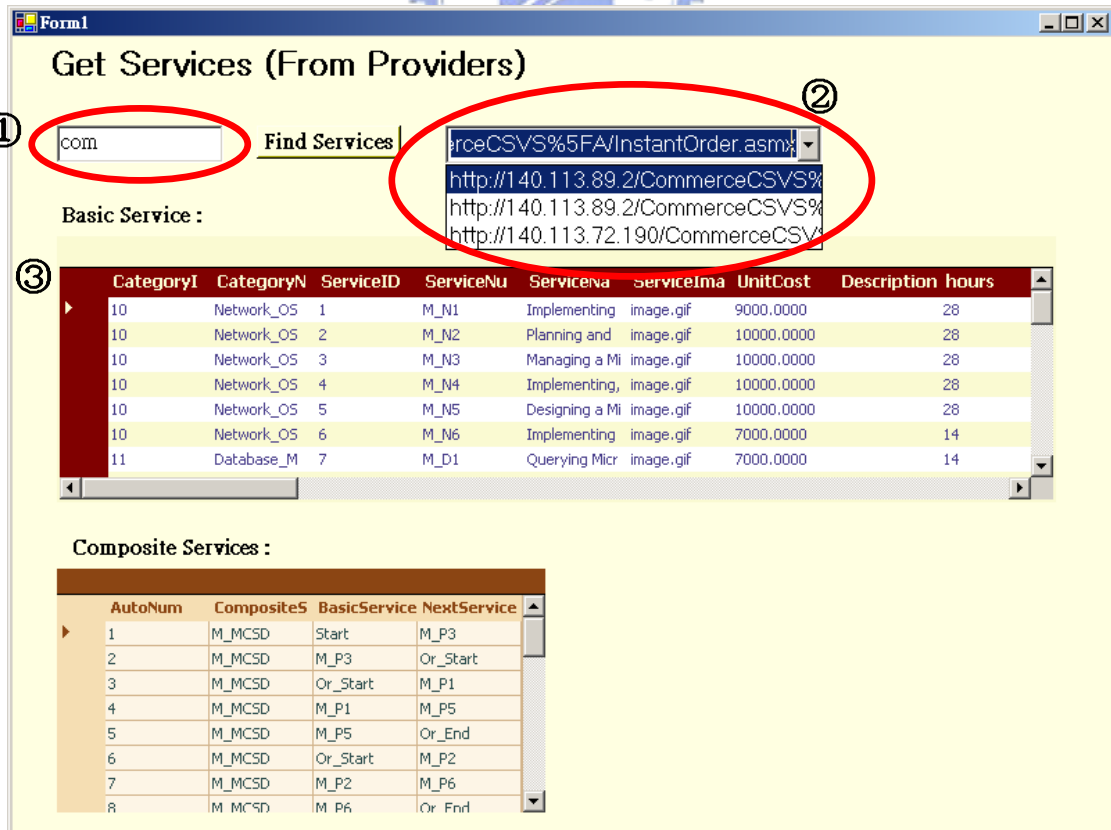 Form1
Get Services (From Providers)
① ②
com Find Services erceCSVS%5FA/InstantOrder.asmx
http://140.113.89.2/CommerceCSVS%
http://140.113.89.2/CommerceCSVS%
http://140.113.72.190/CommerceCSVS
Basic Service :
③
CategoryI CategoryN ServiceID ServiceNu ServiceNa ServiceIma UnitCost Description hours
10 Network_OS 1 M_N1 Implementing image.gif 9000.0000 28
10 Network_OS 2 M_N2 Planning and image.gif 10000.0000 28
10 Network_OS 3 M_N3 Managing a Mi image.gif 10000.0000 28
10 Network_OS 4 M_N4 Implementing, image.gif 10000.0000 28
10 Network_OS 5 M_N5 Designing a Mi image.gif 10000.0000 28
10 Network_OS 6 M_N6 Implementing image.gif 7000.0000 14
11 Database_M 7 M_D1 Querying Micr image.gif 7000.0000 14
Composite Services :
AutoNum CompositeS BasicService NextService
1 M_MCSD Start M_P3
2 M_MCSD M_P3 Or_Start
3 M_MCSD Or_Start M_P1
4 M_MCSD M_P1 M_P5
5 M_MCSD M_P5 Or_End
6 M_MCSD Or_Start M_P2
7 M_MCSD M_P2 M_P6
8 M_MCSD M_P6 Or_End